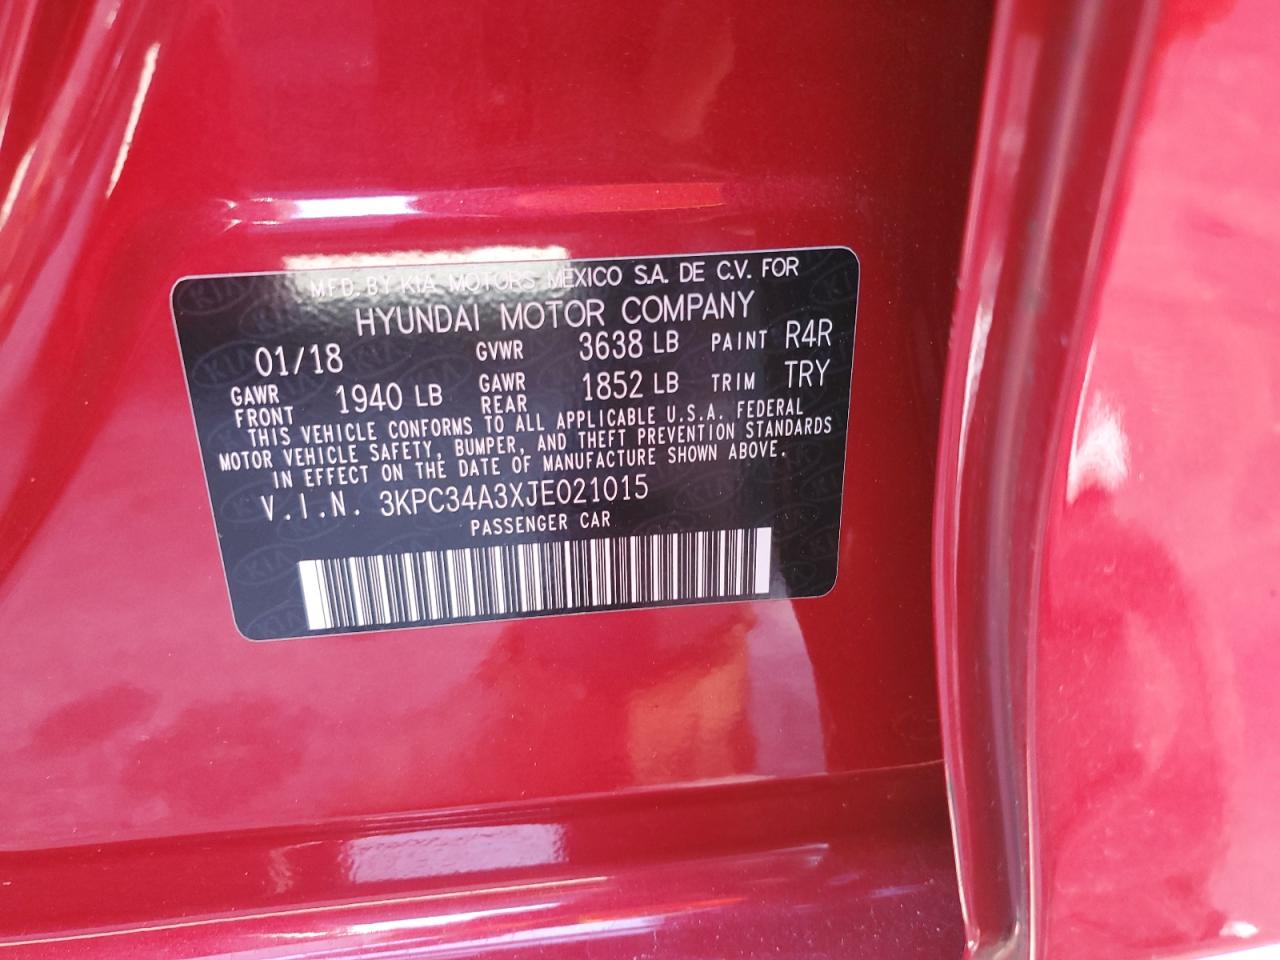 MFD. BY KIA MOTORS MEXICO S.A. DE C.V. FOR
HYUNDAI MOTOR COMPANY
01/18 GVWR 3638 LB PAINT R4R
GAWR FRONT 1940 LB GAWR REAR 1852 LB TRIM TRY
THIS VEHICLE CONFORMS TO ALL APPLICABLE U.S.A. FEDERAL
MOTOR VEHICLE SAFETY, BUMPER, AND THEFT PREVENTION STANDARDS
IN EFFECT ON THE DATE OF MANUFACTURE SHOWN ABOVE.
V.I.N. 3KPC34A3XJE021015
PASSENGER CAR